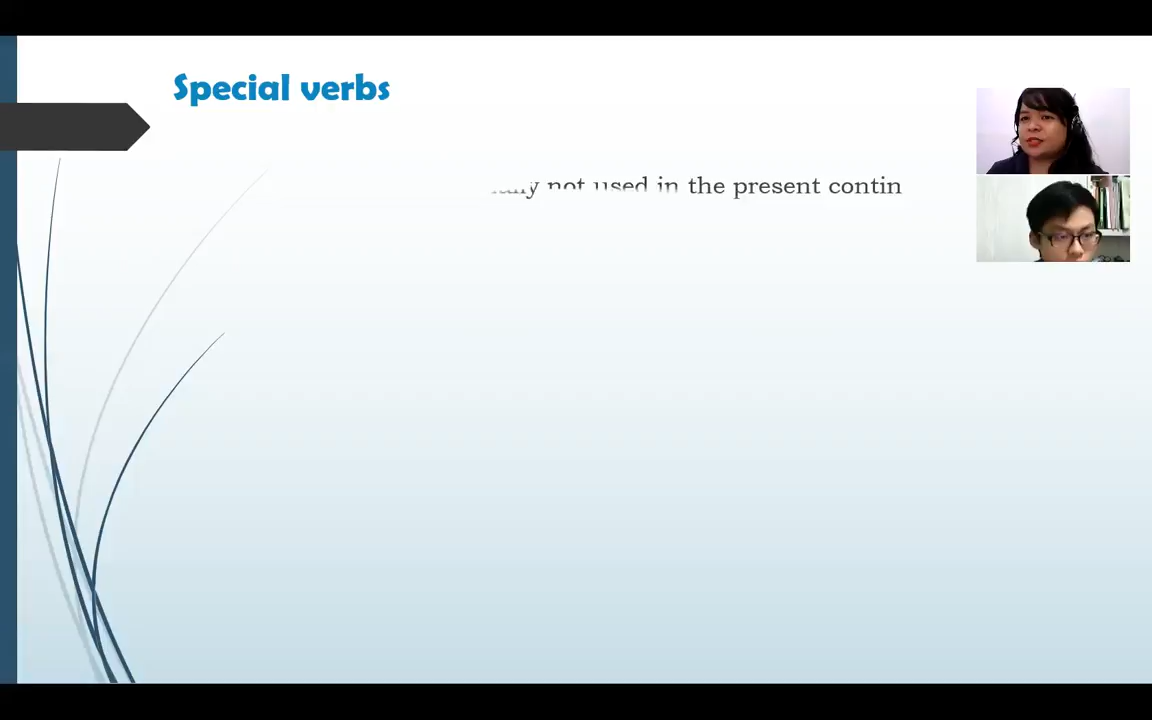 Special verbs
not used in the present contin